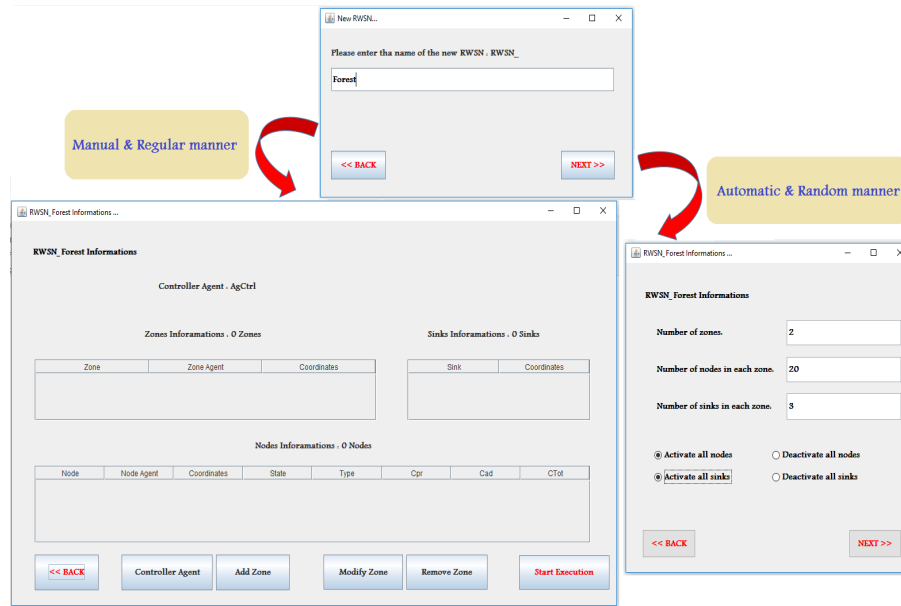 New RWSN...
Please enter tha name of the new RWSN : RWSN_
Forest
<< BACK
NEXT >>
Manual & Regular manner
Automatic & Random manner
RWSN_Forest Informations ...
RWSN_Forest Informations
Controller Agent : AgCtrl
Zones Inforamations : 0 Zones
Sinks Inforamations : 0 Sinks
Zone Zone Agent Coordinates
Sink Coordinates
Nodes Inforamations : 0 Nodes
Node Node Agent Coordinates State Type Cpr Cad CTot
<< BACK
Controller Agent
Add Zone
Modify Zone
Remove Zone
Start Execution
RWSN_Forest Informations ...
RWSN_Forest Informations
Number of zones. 2
Number of nodes in each zone. 20
Number of sinks in each zone. 3
Activate all nodes Deactivate all nodes
Activate all sinks Deactivate all sinks
<< BACK
NEXT >>